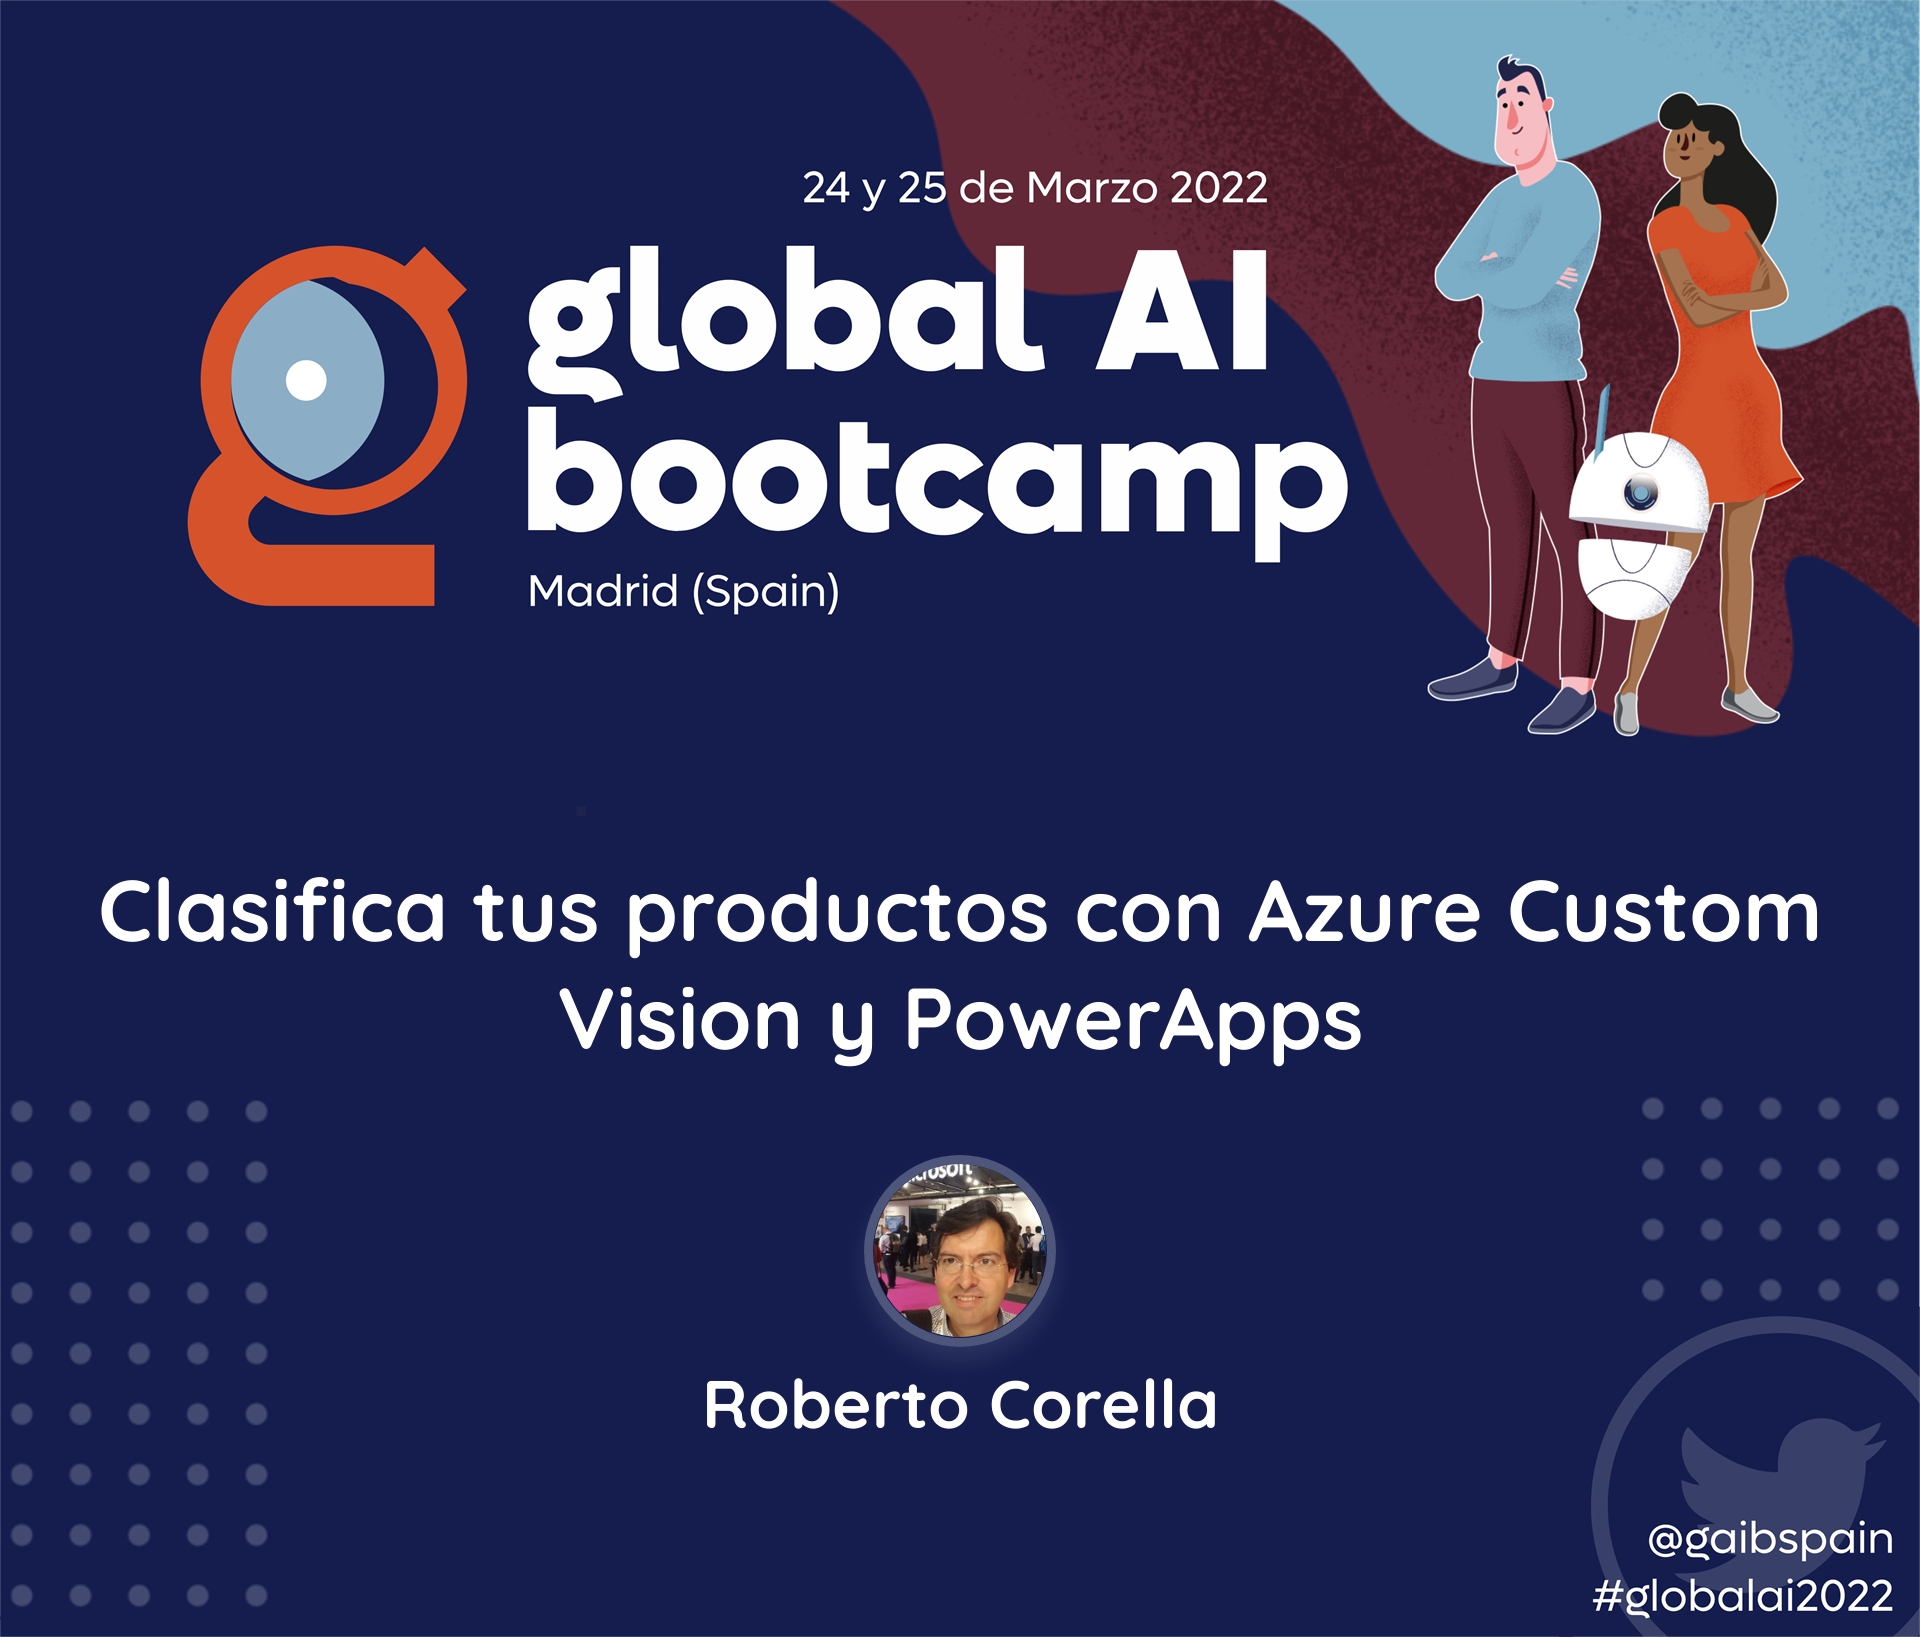 24 y 25 de Marzo 2022
global AI
bootcamp
Madrid (Spain)
Clasifica tus productos con Azure Custom
Vision y PowerApps
Roberto Corella
@gaibspain
#globalai2022